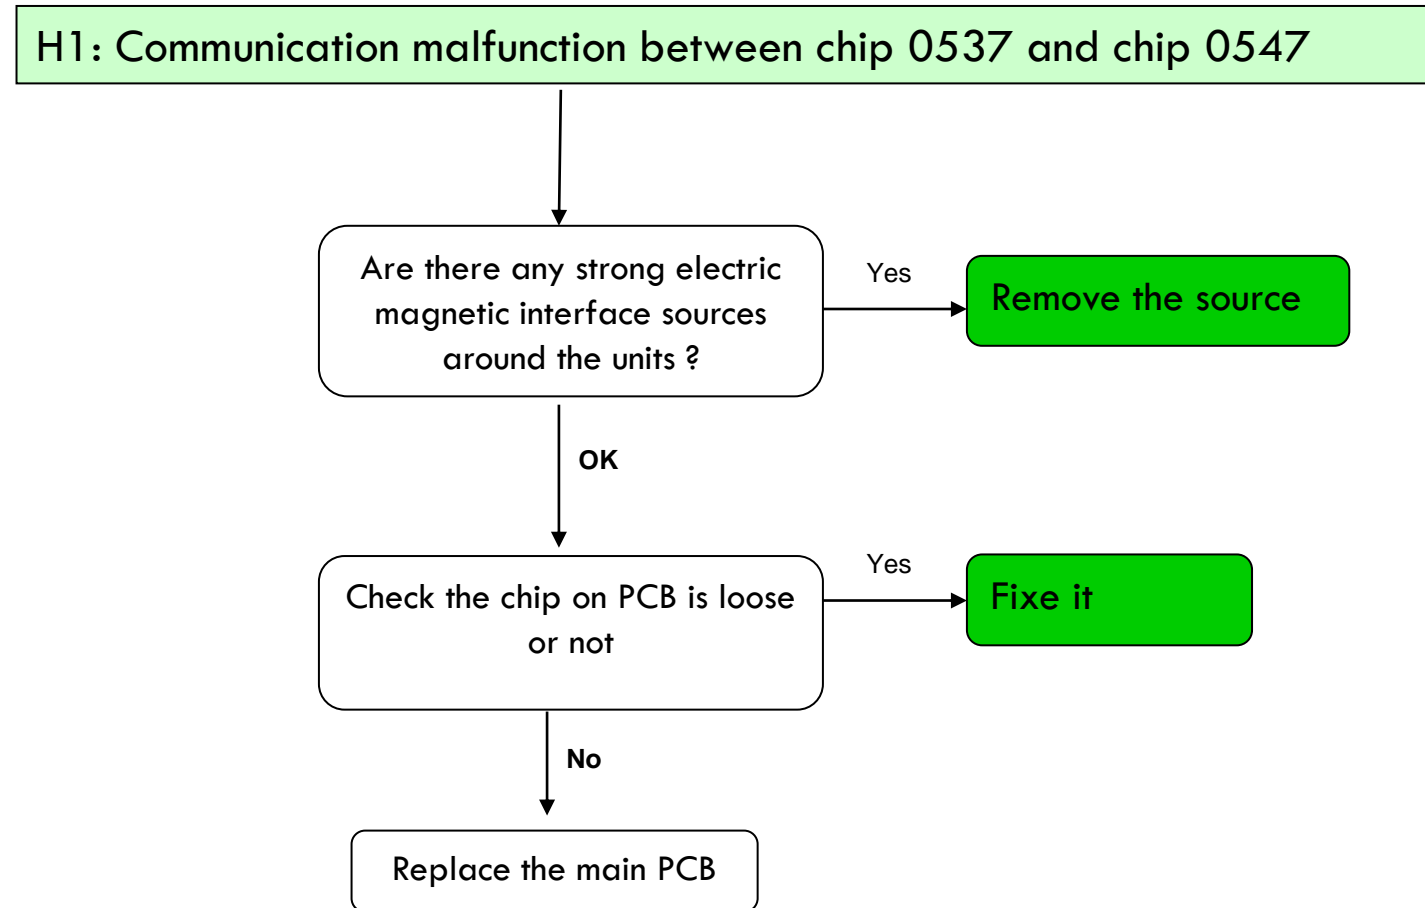 H1: Communication malfunction between chip 0537 and chip 0547
Are there any strong electric
magnetic interface sources
around the units ?
Yes
Remove the source
OK
Check the chip on PCB is loose
or not
Yes
Fixe it
No
Replace the main PCB